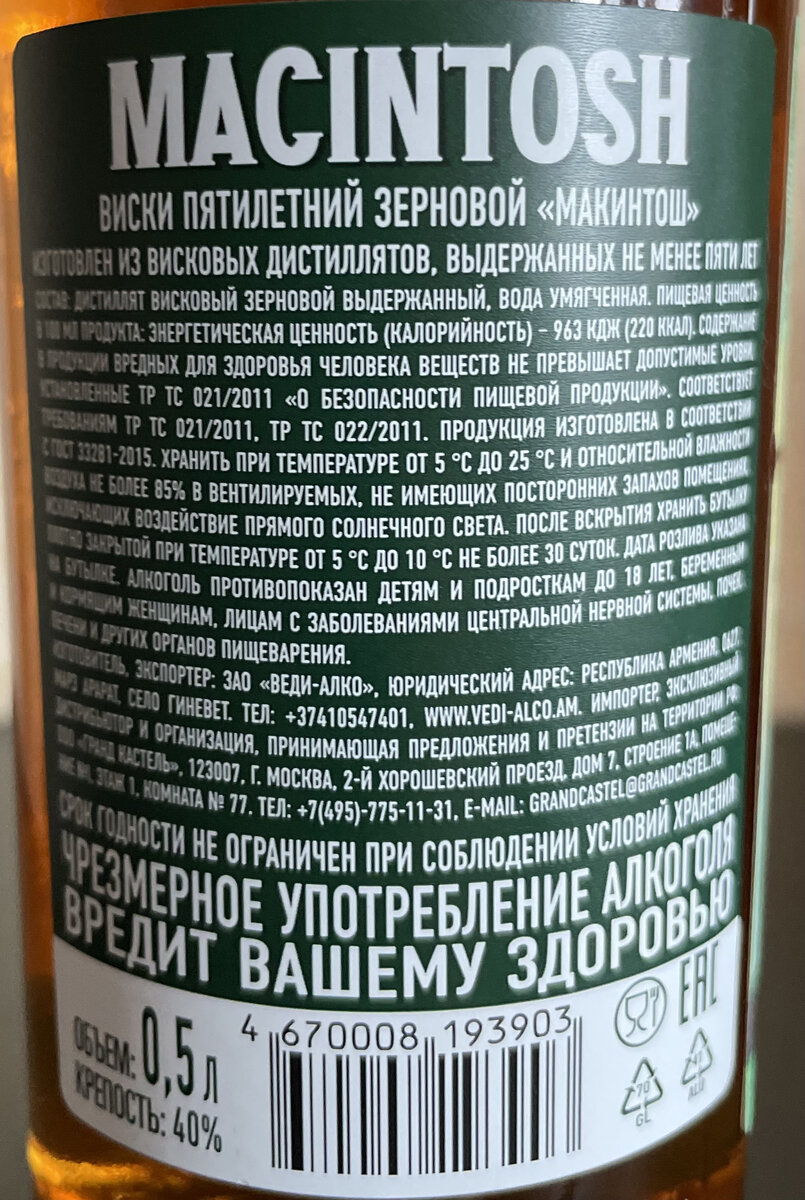 MACINTOSH
ВИСКИ ПЯТИЛЕТНИЙ ЗЕРНОВОЙ «МАКИНТОШ»
ИЗГОТОВЛЕН ИЗ ВИСКОВЫХ ДИСТИЛЛЯТОВ, ВЫДЕРЖАННЫХ НЕ МЕНЕЕ ПЯТИ ЛЕТ
СОСТАВ: ДИСТИЛЛЯТ ВИСКОВЫЙ ЗЕРНОВОЙ ВЫДЕРЖАННЫЙ, ВОДА УМЯГЧЕННАЯ. ПИЩЕВАЯ ЦЕННОСТЬ
В 100 МЛ ПРОДУКТА: ЭНЕРГЕТИЧЕСКАЯ ЦЕННОСТЬ (КАЛОРИЙНОСТЬ) – 963 КДЖ (220 ККАЛ). СОДЕРЖАНИЕ
В ПРОДУКЦИИ ВРЕДНЫХ ДЛЯ ЗДОРОВЬЯ ЧЕЛОВЕКА ВЕЩЕСТВ НЕ ПРЕВЫШАЕТ ДОПУСТИМЫЕ УРОВНИ,
УСТАНОВЛЕННЫЕ ТР ТС 021/2011 «О БЕЗОПАСНОСТИ ПИЩЕВОЙ ПРОДУКЦИИ». СООТВЕТСТВУЕТ
ТРЕБОВАНИЯМ ТР ТС 021/2011, ТР ТС 022/2011. ПРОДУКЦИЯ ИЗГОТОВЛЕНА В СООТВЕТСТВИИ
С ГОСТ 33281-2015. ХРАНИТЬ ПРИ ТЕМПЕРАТУРЕ ОТ 5 °С ДО 25 °С И ОТНОСИТЕЛЬНОЙ ВЛАЖНОСТИ
ВОЗДУХА НЕ БОЛЕЕ 85% В ВЕНТИЛИРУЕМЫХ, НЕ ИМЕЮЩИХ ПОСТОРОННИХ ЗАПАХОВ ПОМЕЩЕНИЯХ,
ИСКЛЮЧАЮЩИХ ВОЗДЕЙСТВИЕ ПРЯМОГО СОЛНЕЧНОГО СВЕТА. ПОСЛЕ ВСКРЫТИЯ ХРАНИТЬ БУТЫЛКУ
ПЛОТНО ЗАКРЫТОЙ ПРИ ТЕМПЕРАТУРЕ ОТ 5 °С ДО 10 °С НЕ БОЛЕЕ 30 СУТОК. ДАТА РОЗЛИВА УКАЗАНА
НА БУТЫЛКЕ. АЛКОГОЛЬ ПРОТИВОПОКАЗАН ДЕТЯМ И ПОДРОСТКАМ ДО 18 ЛЕТ, БЕРЕМЕННЫМ
И КОРМЯЩИМ ЖЕНЩИНАМ, ЛИЦАМ С ЗАБОЛЕВАНИЯМИ ЦЕНТРАЛЬНОЙ НЕРВНОЙ СИСТЕМЫ, ПОЧЕК,
ПЕЧЕНИ И ДРУГИХ ОРГАНОВ ПИЩЕВАРЕНИЯ.
ИЗГОТОВИТЕЛЬ, ЭКСПОРТЕР: ЗАО «ВЕДИ-АЛКО», ЮРИДИЧЕСКИЙ АДРЕС: РЕСПУБЛИКА АРМЕНИЯ, 0627,
МАРЗ АРАРАТ, СЕЛО ГИНЕВЕТ. ТЕЛ: +37410547401, WWW.VEDI-ALCO.AM. ИМПОРТЕР, ЭКСКЛЮЗИВНЫЙ
ДИСТРИБЬЮТОР И ОРГАНИЗАЦИЯ, ПРИНИМАЮЩАЯ ПРЕДЛОЖЕНИЯ И ПРЕТЕНЗИИ НА ТЕРРИТОРИИ РФ:
ООО «ГРАНД КАСТЕЛЬ», 123007, Г. МОСКВА, 2-Й ХОРОШЕВСКИЙ ПРОЕЗД, ДОМ 7, СТРОЕНИЕ 1А, ПОМЕЩЕ-
НИЕ VIII, ЭТАЖ 1, КОМНАТА № 77. ТЕЛ: +7(495)-775-11-31, E-MAIL: GRANDCASTEL@GRANDCASTEL.RU
СРОК ГОДНОСТИ НЕ ОГРАНИЧЕН ПРИ СОБЛЮДЕНИИ УСЛОВИЙ ХРАНЕНИЯ
ЧРЕЗМЕРНОЕ УПОТРЕБЛЕНИЕ АЛКОГОЛЯ
ВРЕДИТ ВАШЕМУ ЗДОРОВЬЮ
ОБЪЕМ: 0,5 Л
КРЕПОСТЬ: 40%
4 670008 193903
EAC
70
GL
41
ALU